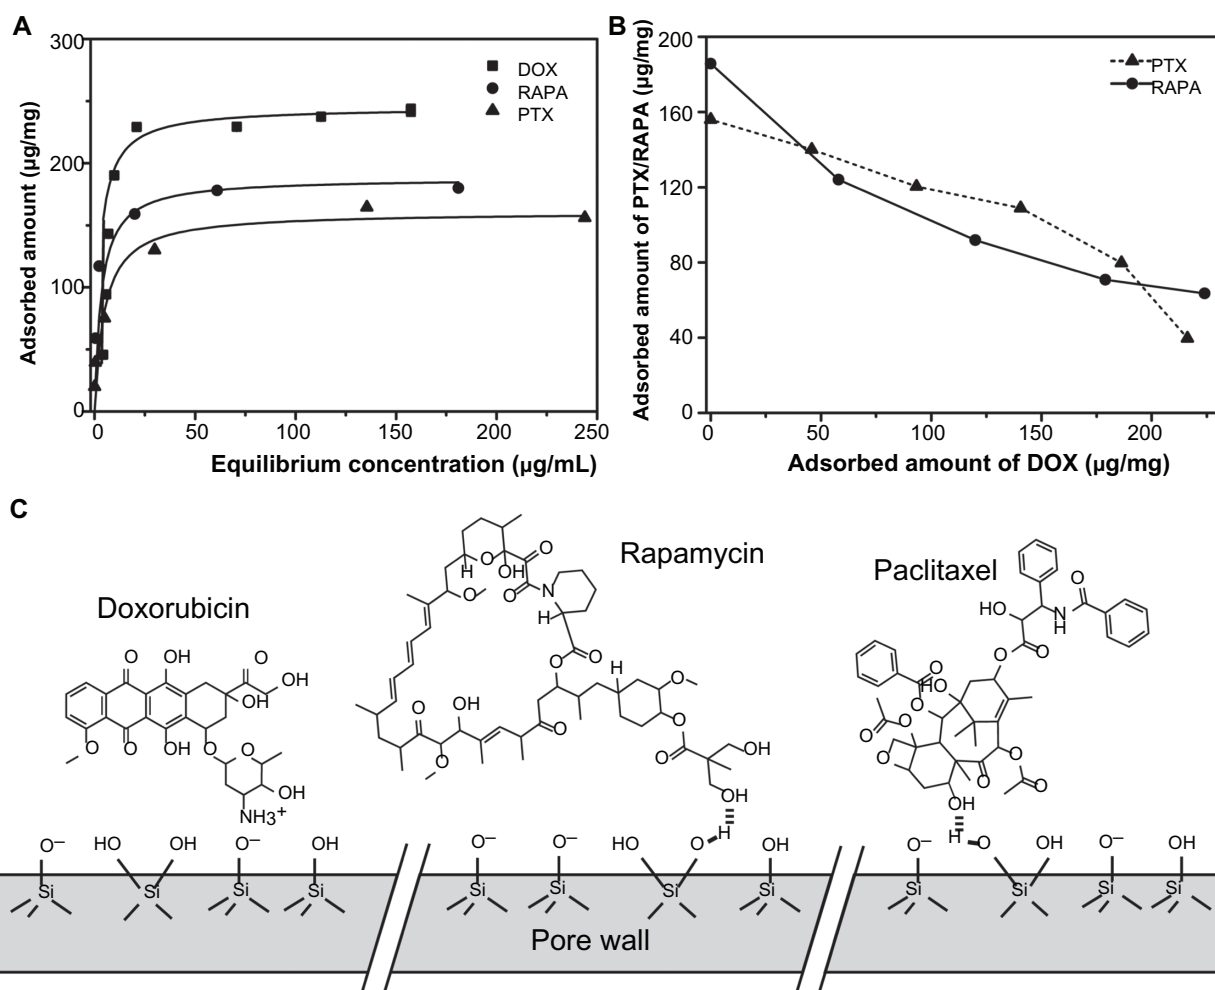 A
300
200
100
0
0
50
100
150
200
250
Adsorbed amount (µg/mg)
Equilibrium concentration (µg/mL)
DOX
RAPA
PTX
B
200
160
120
80
40
0
0
50
100
150
200
Adsorbed amount of PTX/RAPA (µg/mg)
Adsorbed amount of DOX (µg/mg)
PTX
RAPA
C
Doxorubicin
O
OH
O
OH
OH
O
O
OH
O
O
OH
NH3+
Rapamycin
H
O
OH
O
O
N
O
H
O
O
H
O
O
OH
O
O
O
O
OH
OH
H
Paclitaxel
O
HO
N
H
O
O
O
HO
O
O
O
O
O
O
O
OH
H
O–
HO
OH
O–
OH
O–
O–
HO
O
OH
O–
O
OH
O–
OH
Si
Si
Si
Si
Si
Si
Si
Si
Si
Si
Si
Si
Pore wall